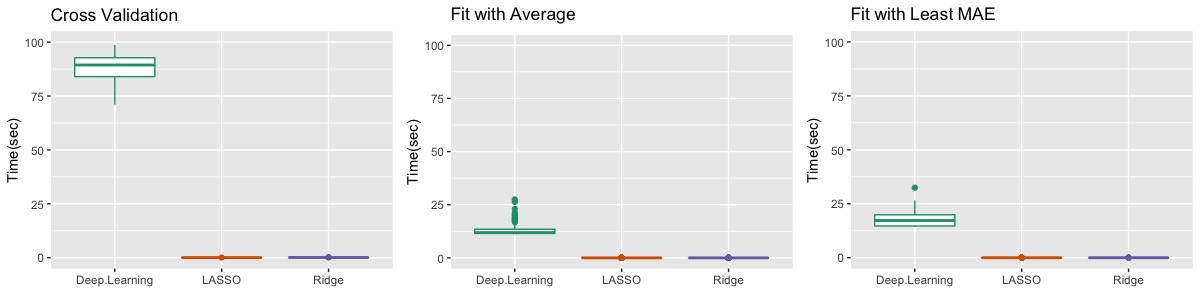 Cross Validation
Time(sec)
100
75
50
25
0
Deep.Learning LASSO Ridge
Fit with Average
Time(sec)
100
75
50
25
0
Deep.Learning LASSO Ridge
Fit with Least MAE
Time(sec)
100
75
50
25
0
Deep.Learning LASSO Ridge